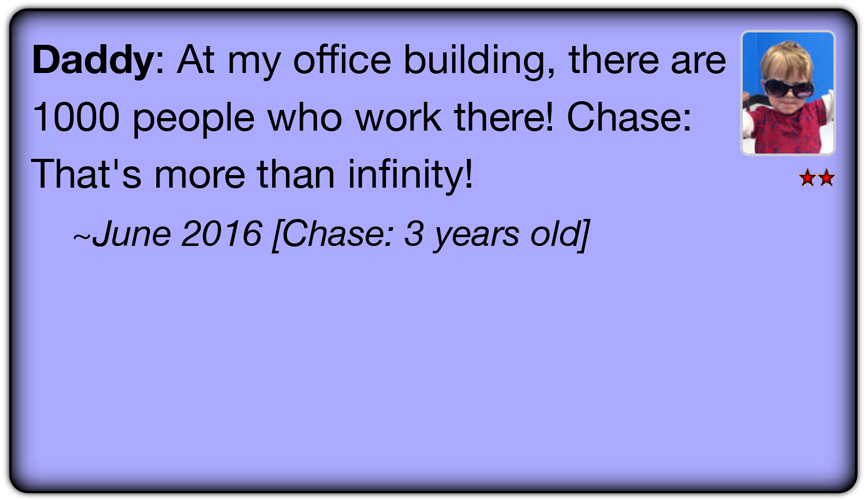 Daddy: At my office building, there are
1000 people who work there! Chase:
That's more than infinity!
~June 2016 [Chase: 3 years old]